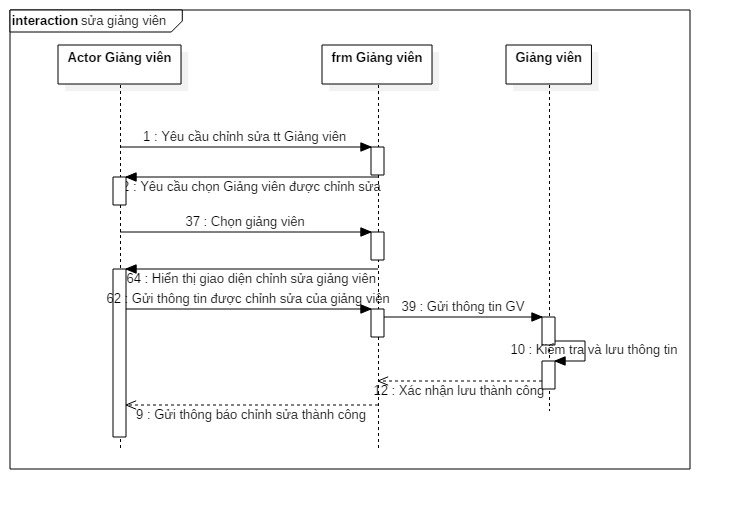 interaction sửa giảng viên
Actor Giảng viên
frm Giảng viên
Giảng viên
1 : Yêu cầu chỉnh sửa tt Giảng viên
2 : Yêu cầu chọn Giảng viên được chỉnh sửa
37 : Chọn giảng viên
64 : Hiển thị giao diện chỉnh sửa giảng viên
62 : Gửi thông tin được chỉnh sửa của giảng viên
39 : Gửi thông tin GV
10 : Kiểm tra và lưu thông tin
12 : Xác nhận lưu thành công
9 : Gửi thông báo chỉnh sửa thành công